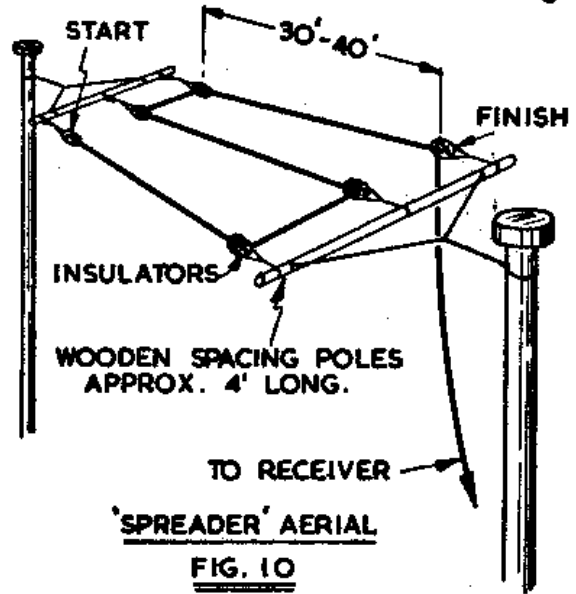 START
30'-40'
FINISH
INSULATORS
WOODEN SPACING POLES
APPROX. 4' LONG.
TO RECEIVER
'SPREADER' AERIAL
FIG. 10